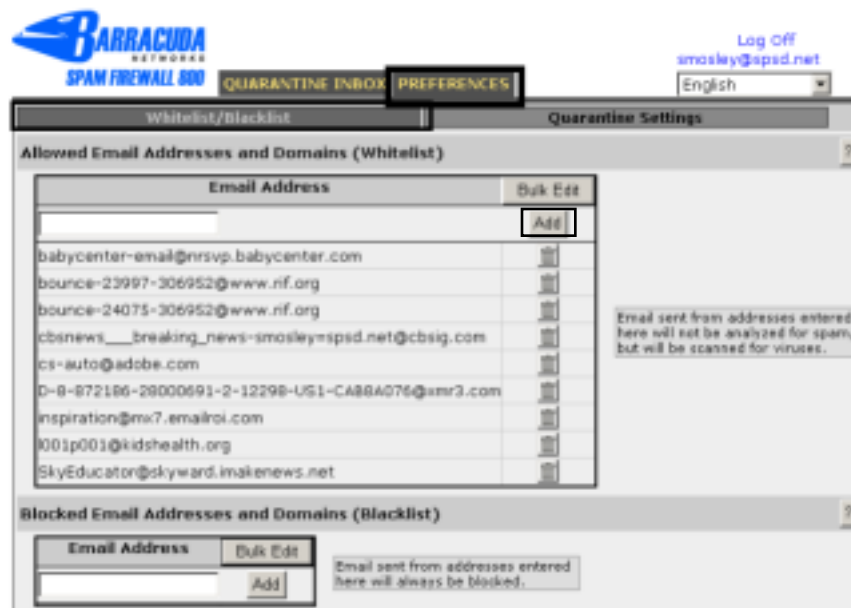 BARRACUDA
NETWORKS
SPAM FIREWALL 800
Log Off
smosley@spsd.net
QUARANTINE INBOX
PREFERENCES
English
Whitelist/Blacklist
Quarantine Settings
Allowed Email Addresses and Domains (Whitelist)
?
Email Address
Bulk Edit
Add
babycenter-email@nrsvp.babycenter.com
bounce-23997-306952@www.rif.org
bounce-24075-306952@www.rif.org
cbsnews___breaking_news-smosley=spsd.net@cbsig.com
cs-auto@adobe.com
D-8-872186-28000691-2-12298-US1-CAB8A076@xmr3.com
inspiration@mx7.emailroi.com
l001p001@kidshealth.org
SkyEducator@skyward.imakenews.net
Email sent from addresses entered
here will not be analyzed for spam,
but will be scanned for viruses.
Blocked Email Addresses and Domains (Blacklist)
?
Email Address
Bulk Edit
Add
Email sent from addresses entered
here will always be blocked.